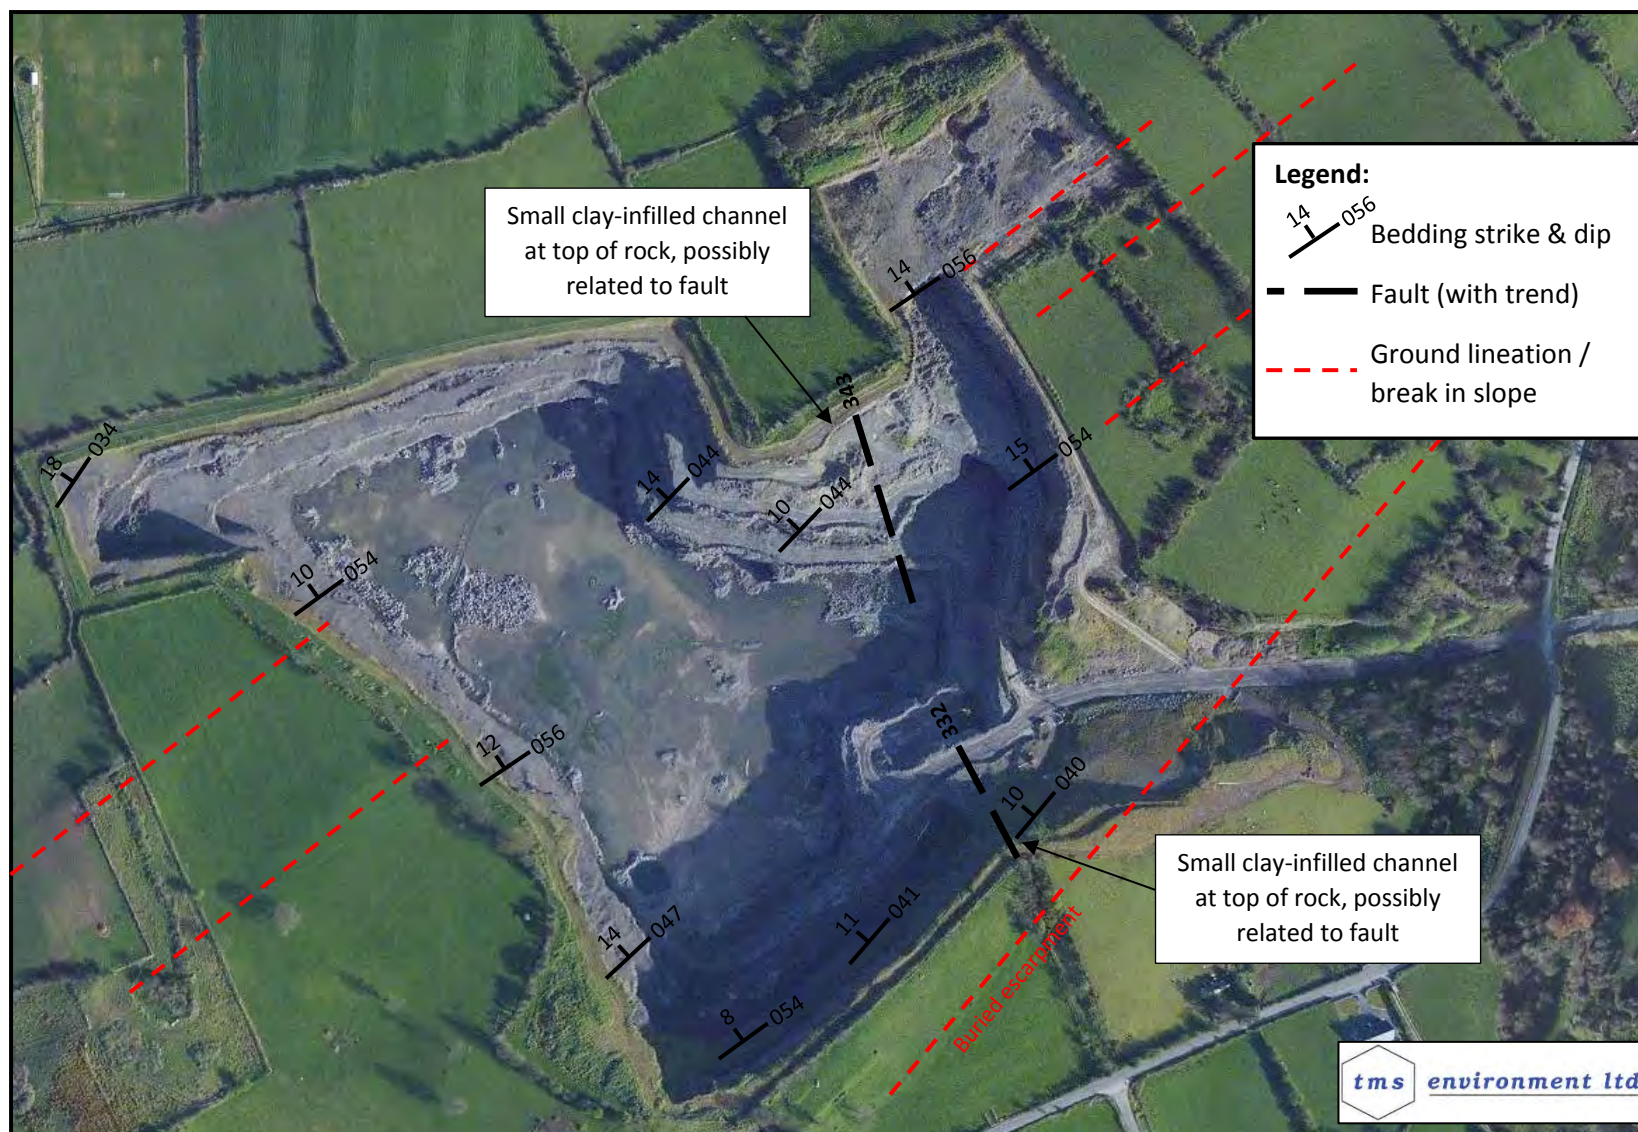 Small clay-infilled channel
at top of rock, possibly
related to fault
Legend:
14 056
Bedding strike & dip
Fault (with trend)
Ground lineation /
break in slope
14 056
343
18 034
14 044
10 044
15 054
10 054
12 056
332
10 040
Small clay-infilled channel
at top of rock, possibly
related to fault
11 041
14 047
8 054
Buried escarpment
tms environment ltd